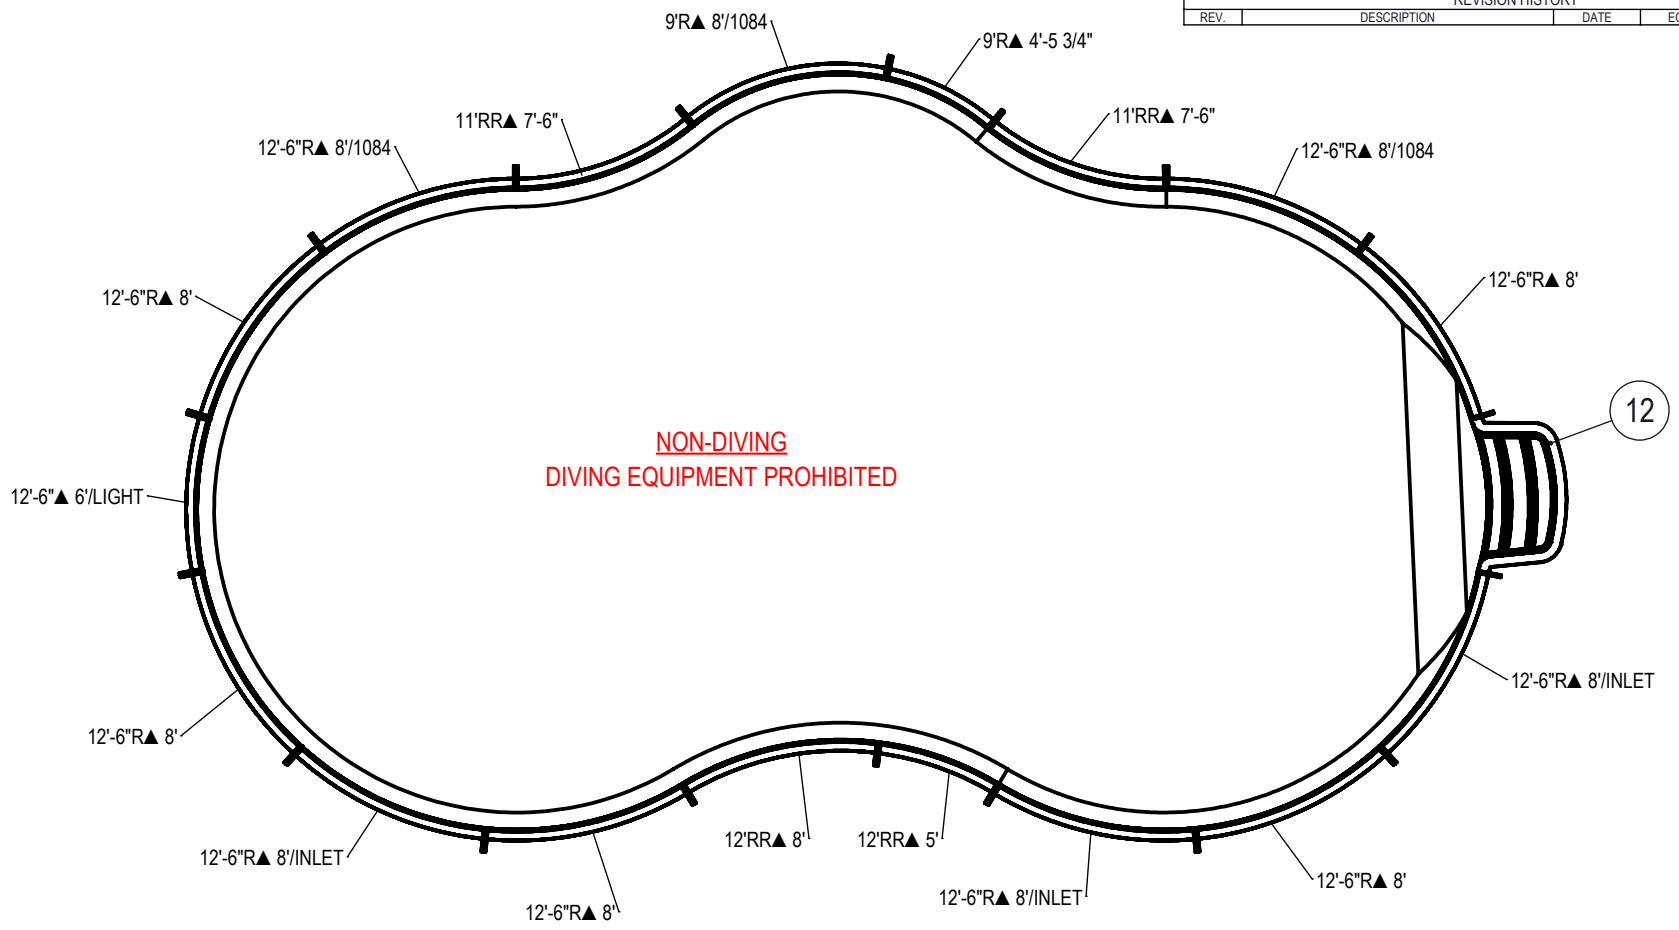 REVISION HISTORY
REV. DESCRIPTION DATE
9'R▲ 8'/1084
9'R▲ 4'-5 3/4"
11'RR▲ 7'-6"
11'RR▲ 7'-6"
12'-6"R▲ 8'/1084
12'-6"R▲ 8'/1084
12'-6"R▲ 8'
12'-6"R▲ 8'
12
NON-DIVING
DIVING EQUIPMENT PROHIBITED
12'-6"▲ 6'/LIGHT
12'-6"R▲ 8'/INLET
12'-6"R▲ 8'
12'RR▲ 8'
12'RR▲ 5'
12'-6"R▲ 8'/INLET
12'-6"R▲ 8'
12'-6"R▲ 8'/INLET
12'-6"R▲ 8'